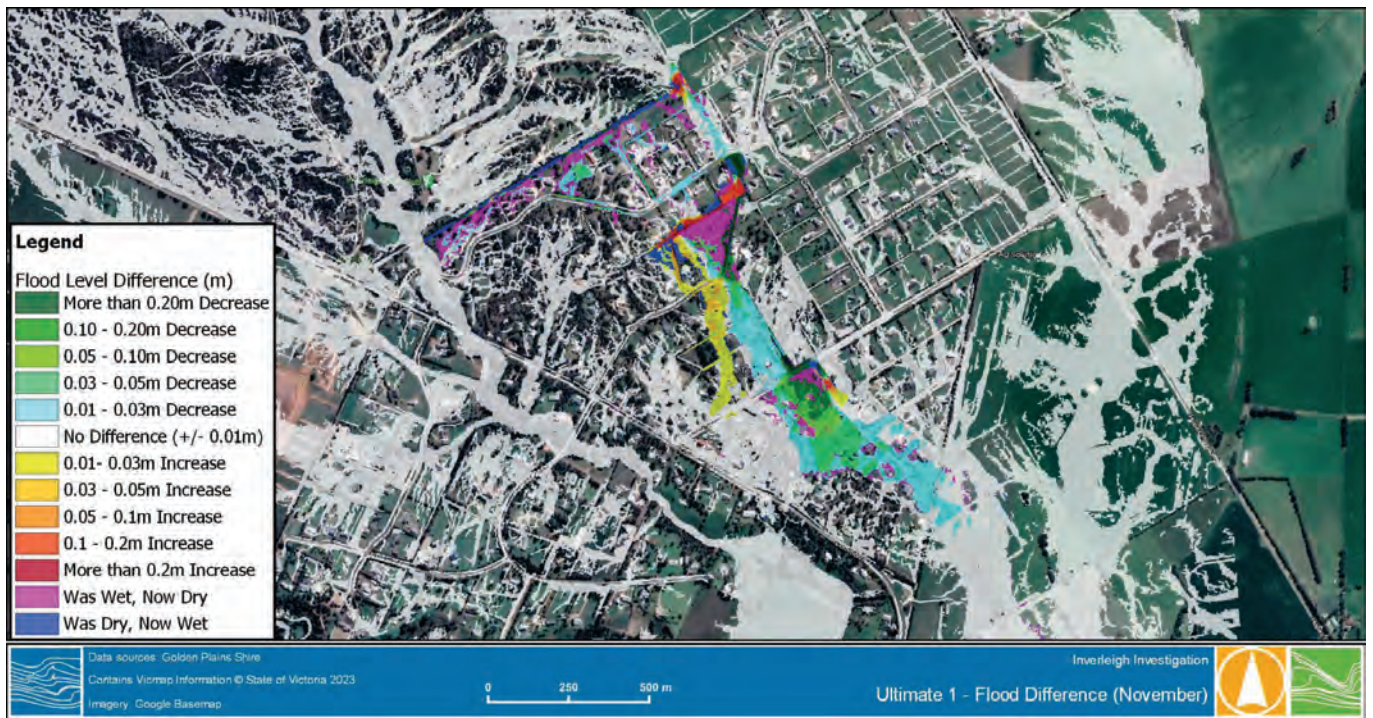 Legend
Flood Level Difference (m)
More than 0.20m Decrease
0.10 - 0.20m Decrease
0.05 - 0.10m Decrease
0.03 - 0.05m Decrease
0.01 - 0.03m Decrease
No Difference (+/- 0.01m)
0.01- 0.03m Increase
0.03 - 0.05m Increase
0.05 - 0.1m Increase
0.1 - 0.2m Increase
More than 0.2m Increase
Was Wet, Now Dry
Was Dry, Now Wet
Data sources: Golden Plains Shire
Contains Vicmap Information © State of Victoria 2023
Imagery: Google Basemap
0 250 500 m
Inverleigh Investigation
Ultimate 1 - Flood Difference (November)